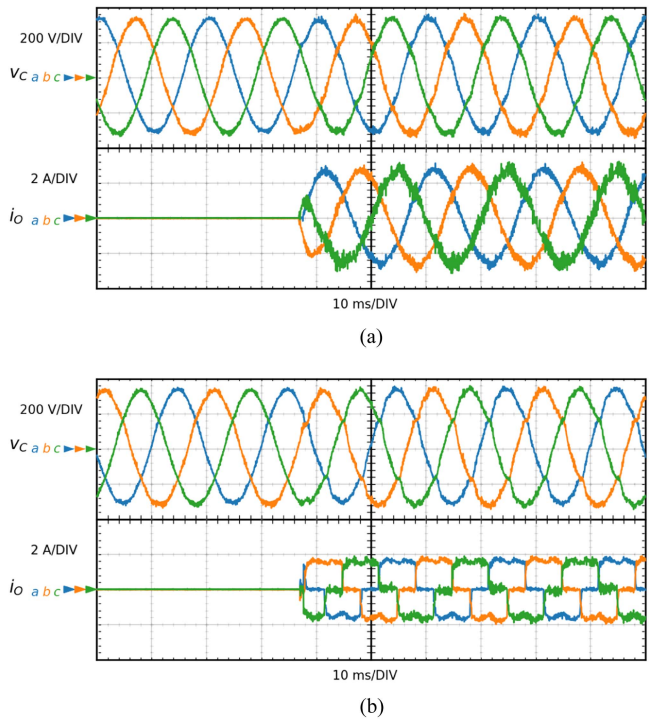 200 V/DIV
vC a b c
2 A/DIV
iO a b c
10 ms/DIV
(a)
200 V/DIV
vC a b c
2 A/DIV
iO a b c
10 ms/DIV
(b)